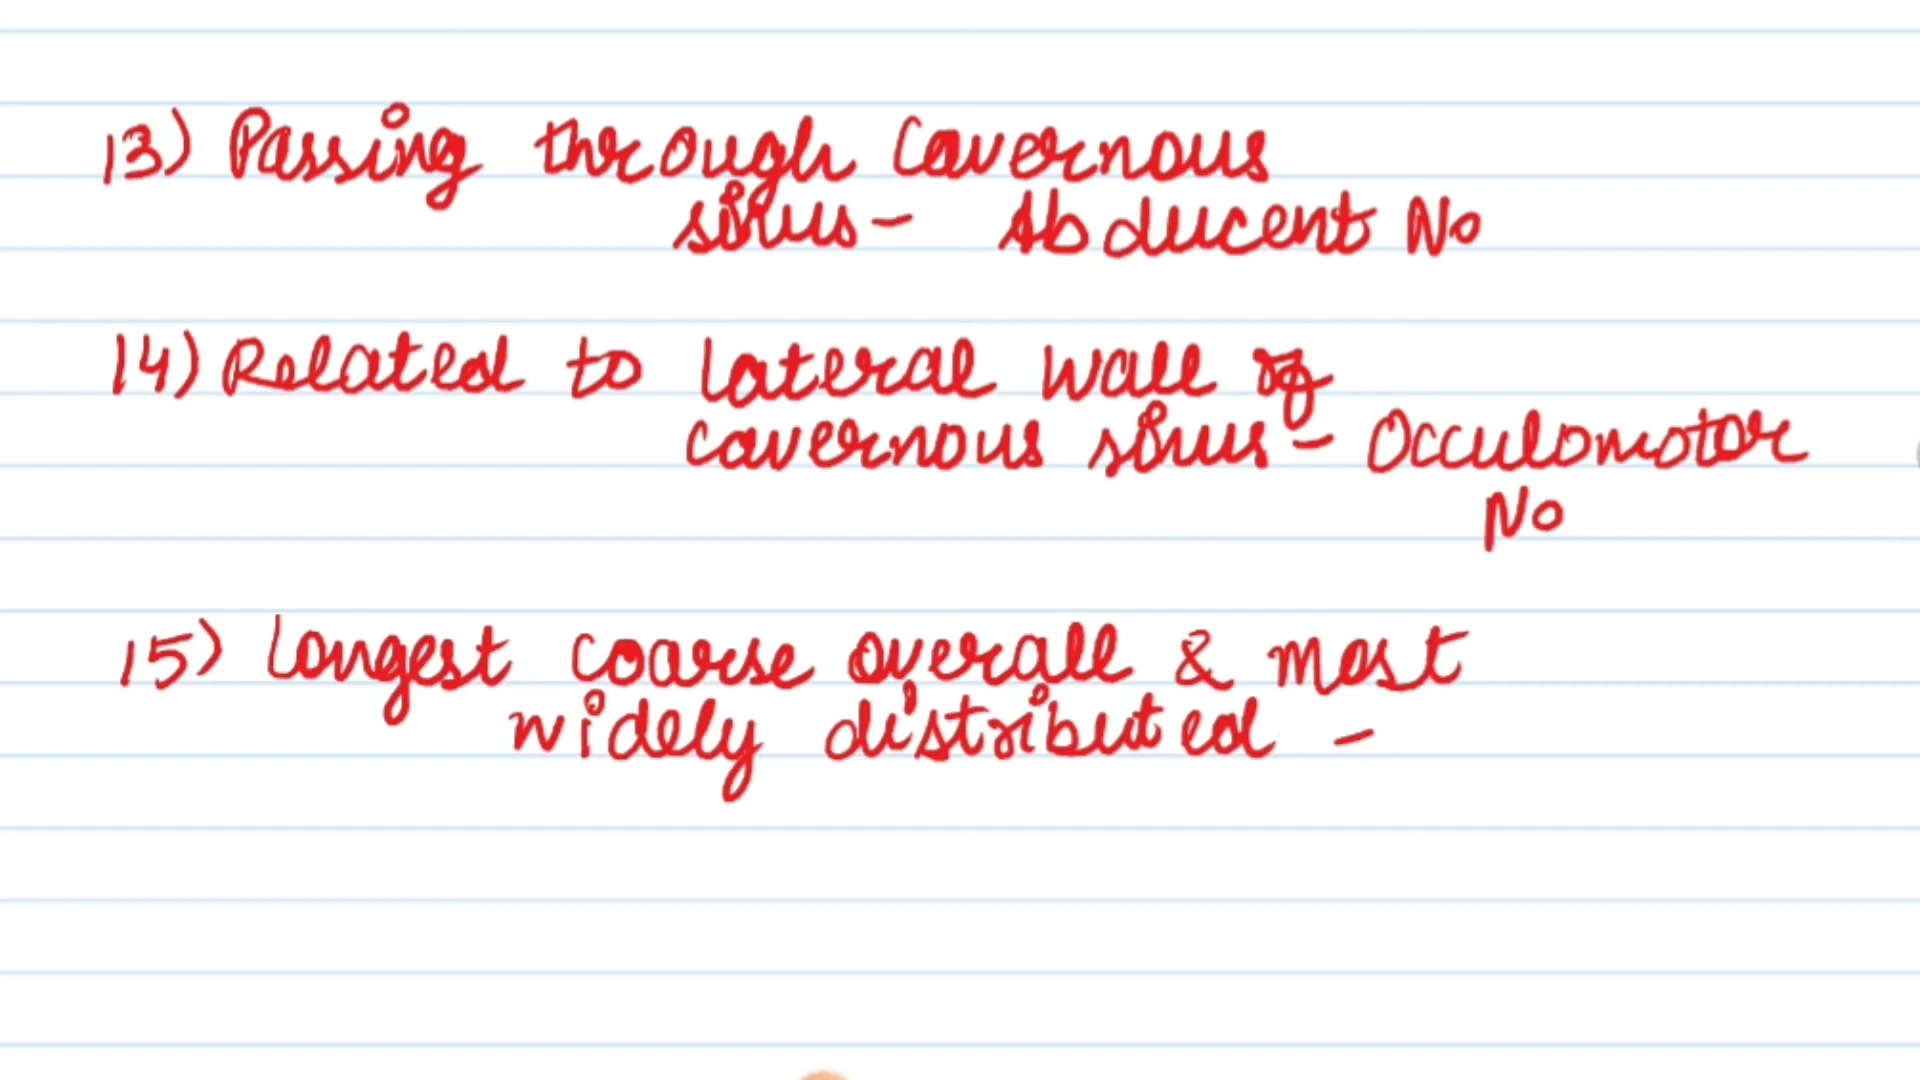 13) Passing through Cavernous
sinus - Abducent No
14) Related to Lateral wall of
cavernous sinus - Occulomotor
No
15) Longest coarse overall & most
widely distributed -